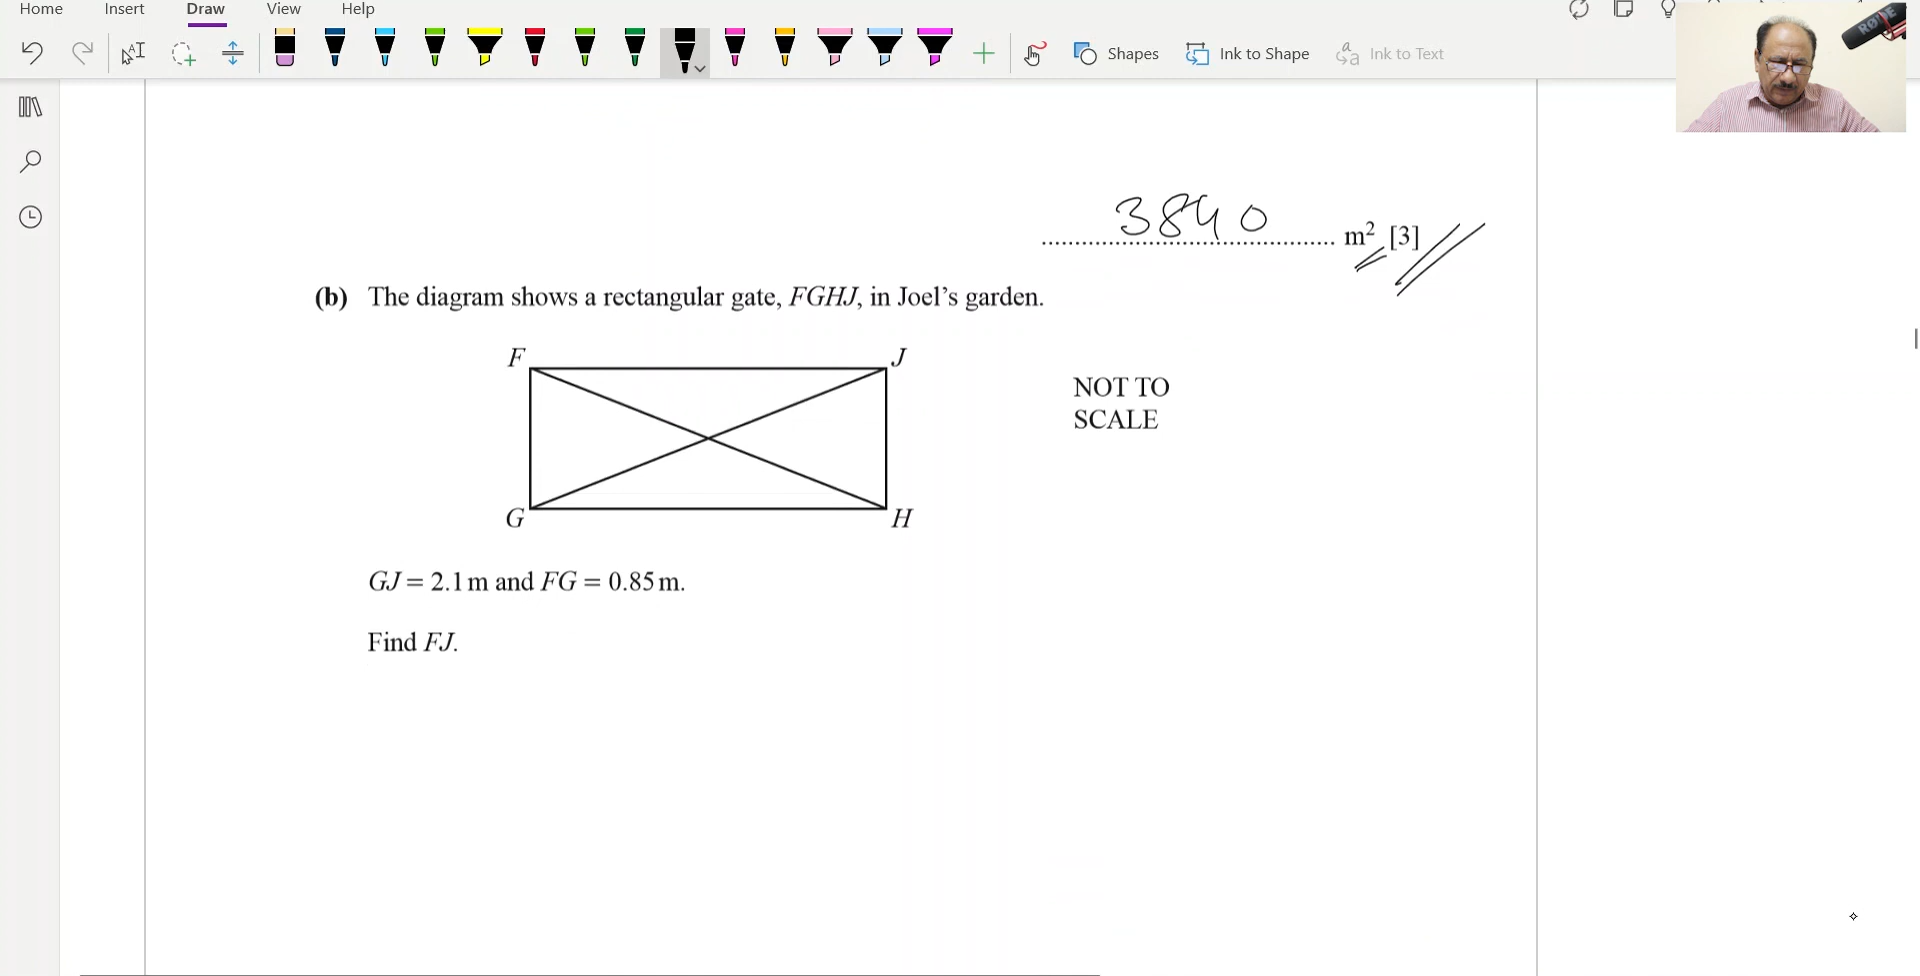 Home Insert Draw View Help
Shapes Ink to Shape Ink to Text
RØDE
3840
m² [3]
(b) The diagram shows a rectangular gate, FGHJ, in Joel’s garden.
F J
NOT TO
SCALE
G H
GJ = 2.1 m and FG = 0.85 m.
Find FJ.